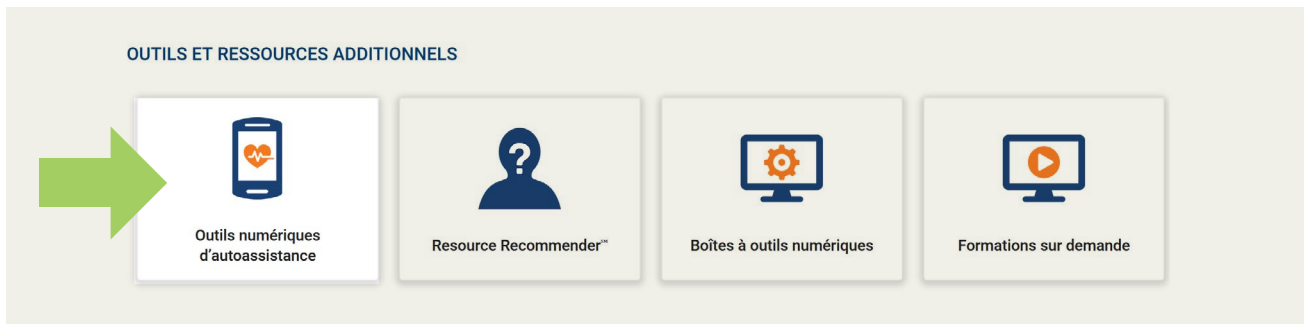 OUTILS ET RESSOURCES ADDITIONNELS
Outils numériques
d'autoassistance
Resource Recommender℠
Boîtes à outils numériques
Formations sur demande